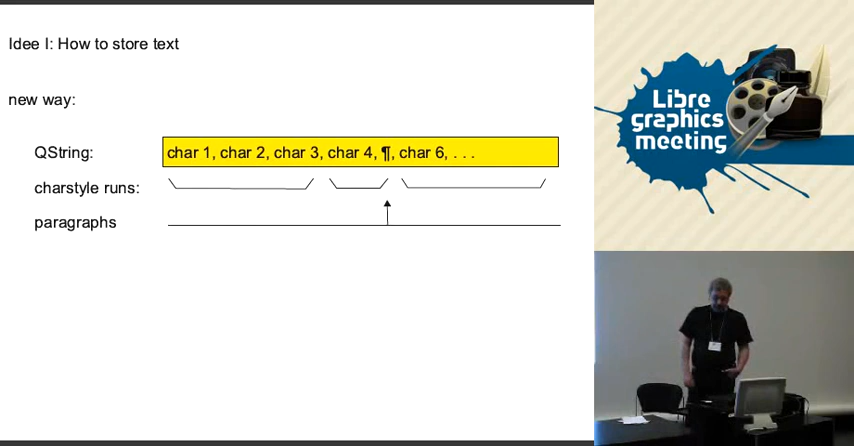 Idee I: How to store text
new way:
QString: char 1, char 2, char 3, char 4, ¶, char 6, . . .
charstyle runs:
paragraphs
Libre
graphics
meeting